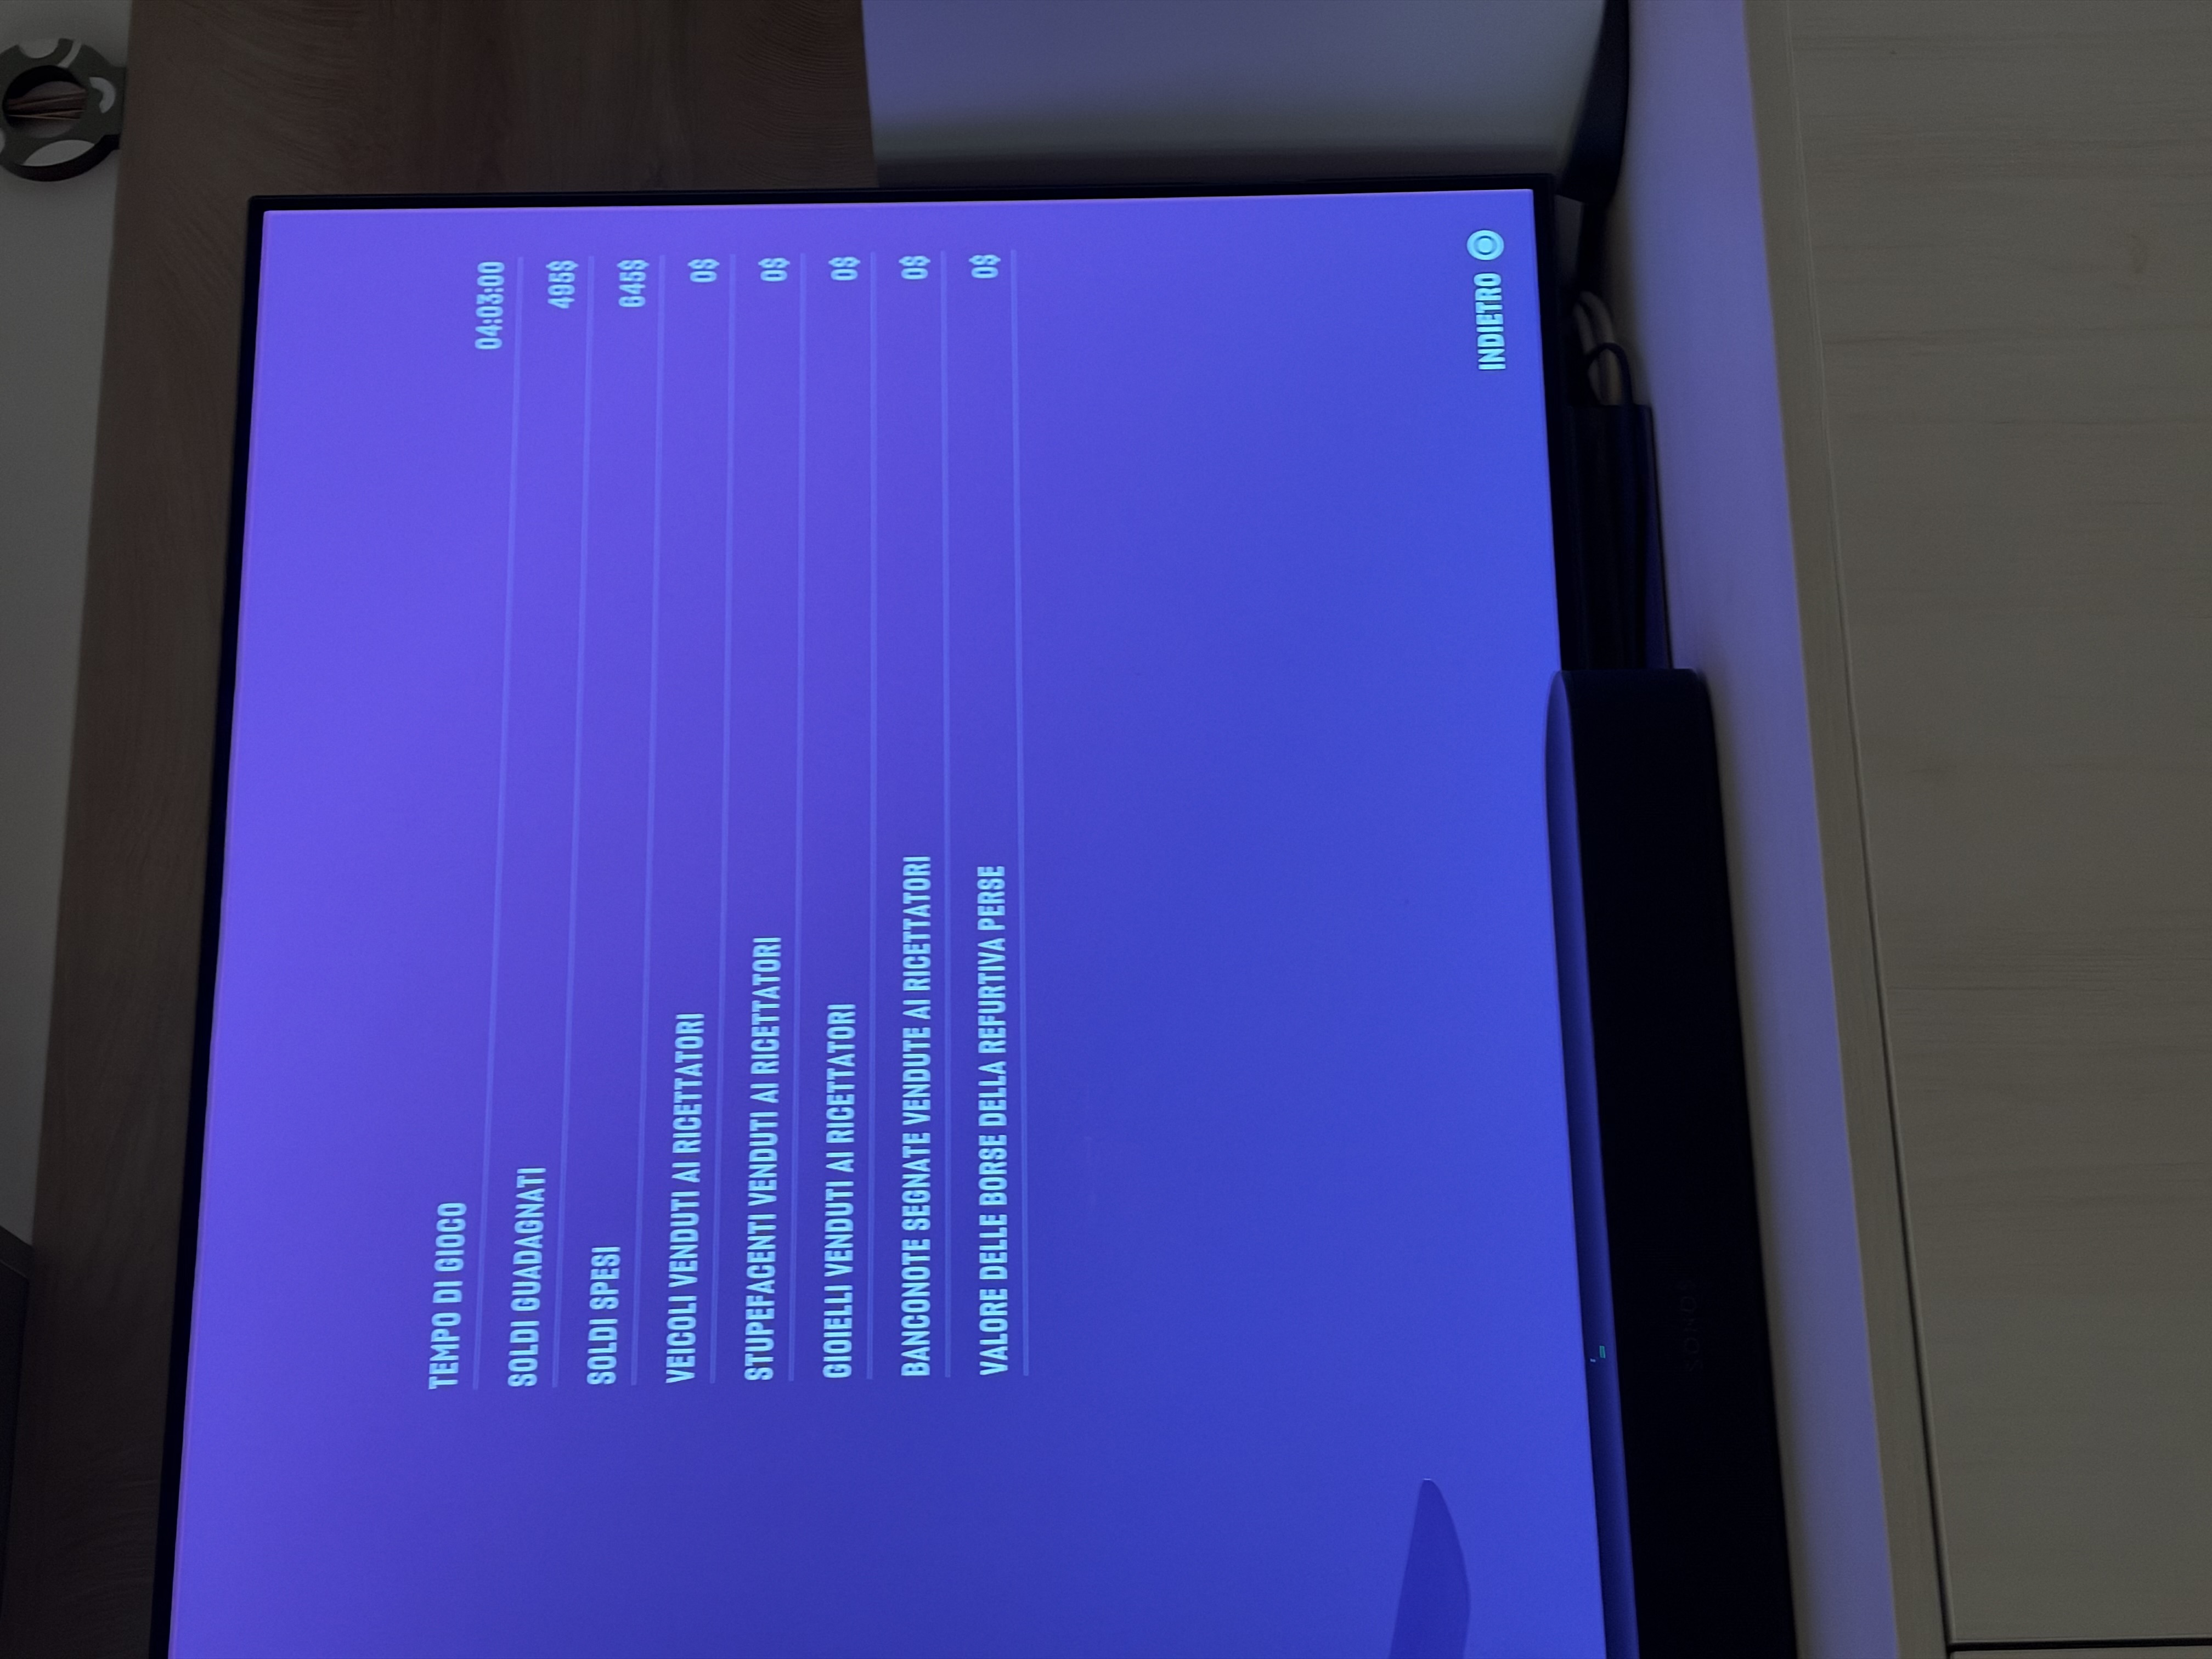 TEMPO DI GIOCO
04:03:00
SOLDI GUADAGNATI
495$
SOLDI SPESI
645$
VEICOLI VENDUTI AI RICETTATORI
0$
STUPEFACENTI VENDUTI AI RICETTATORI
0$
GIOIELLI VENDUTI AI RICETTATORI
0$
BANCONOTE SEGNATE VENDUTE AI RICETTATORI
0$
VALORE DELLE BORSE DELLA REFURTIVA PERSE
0$
INDIETRO
SONOS